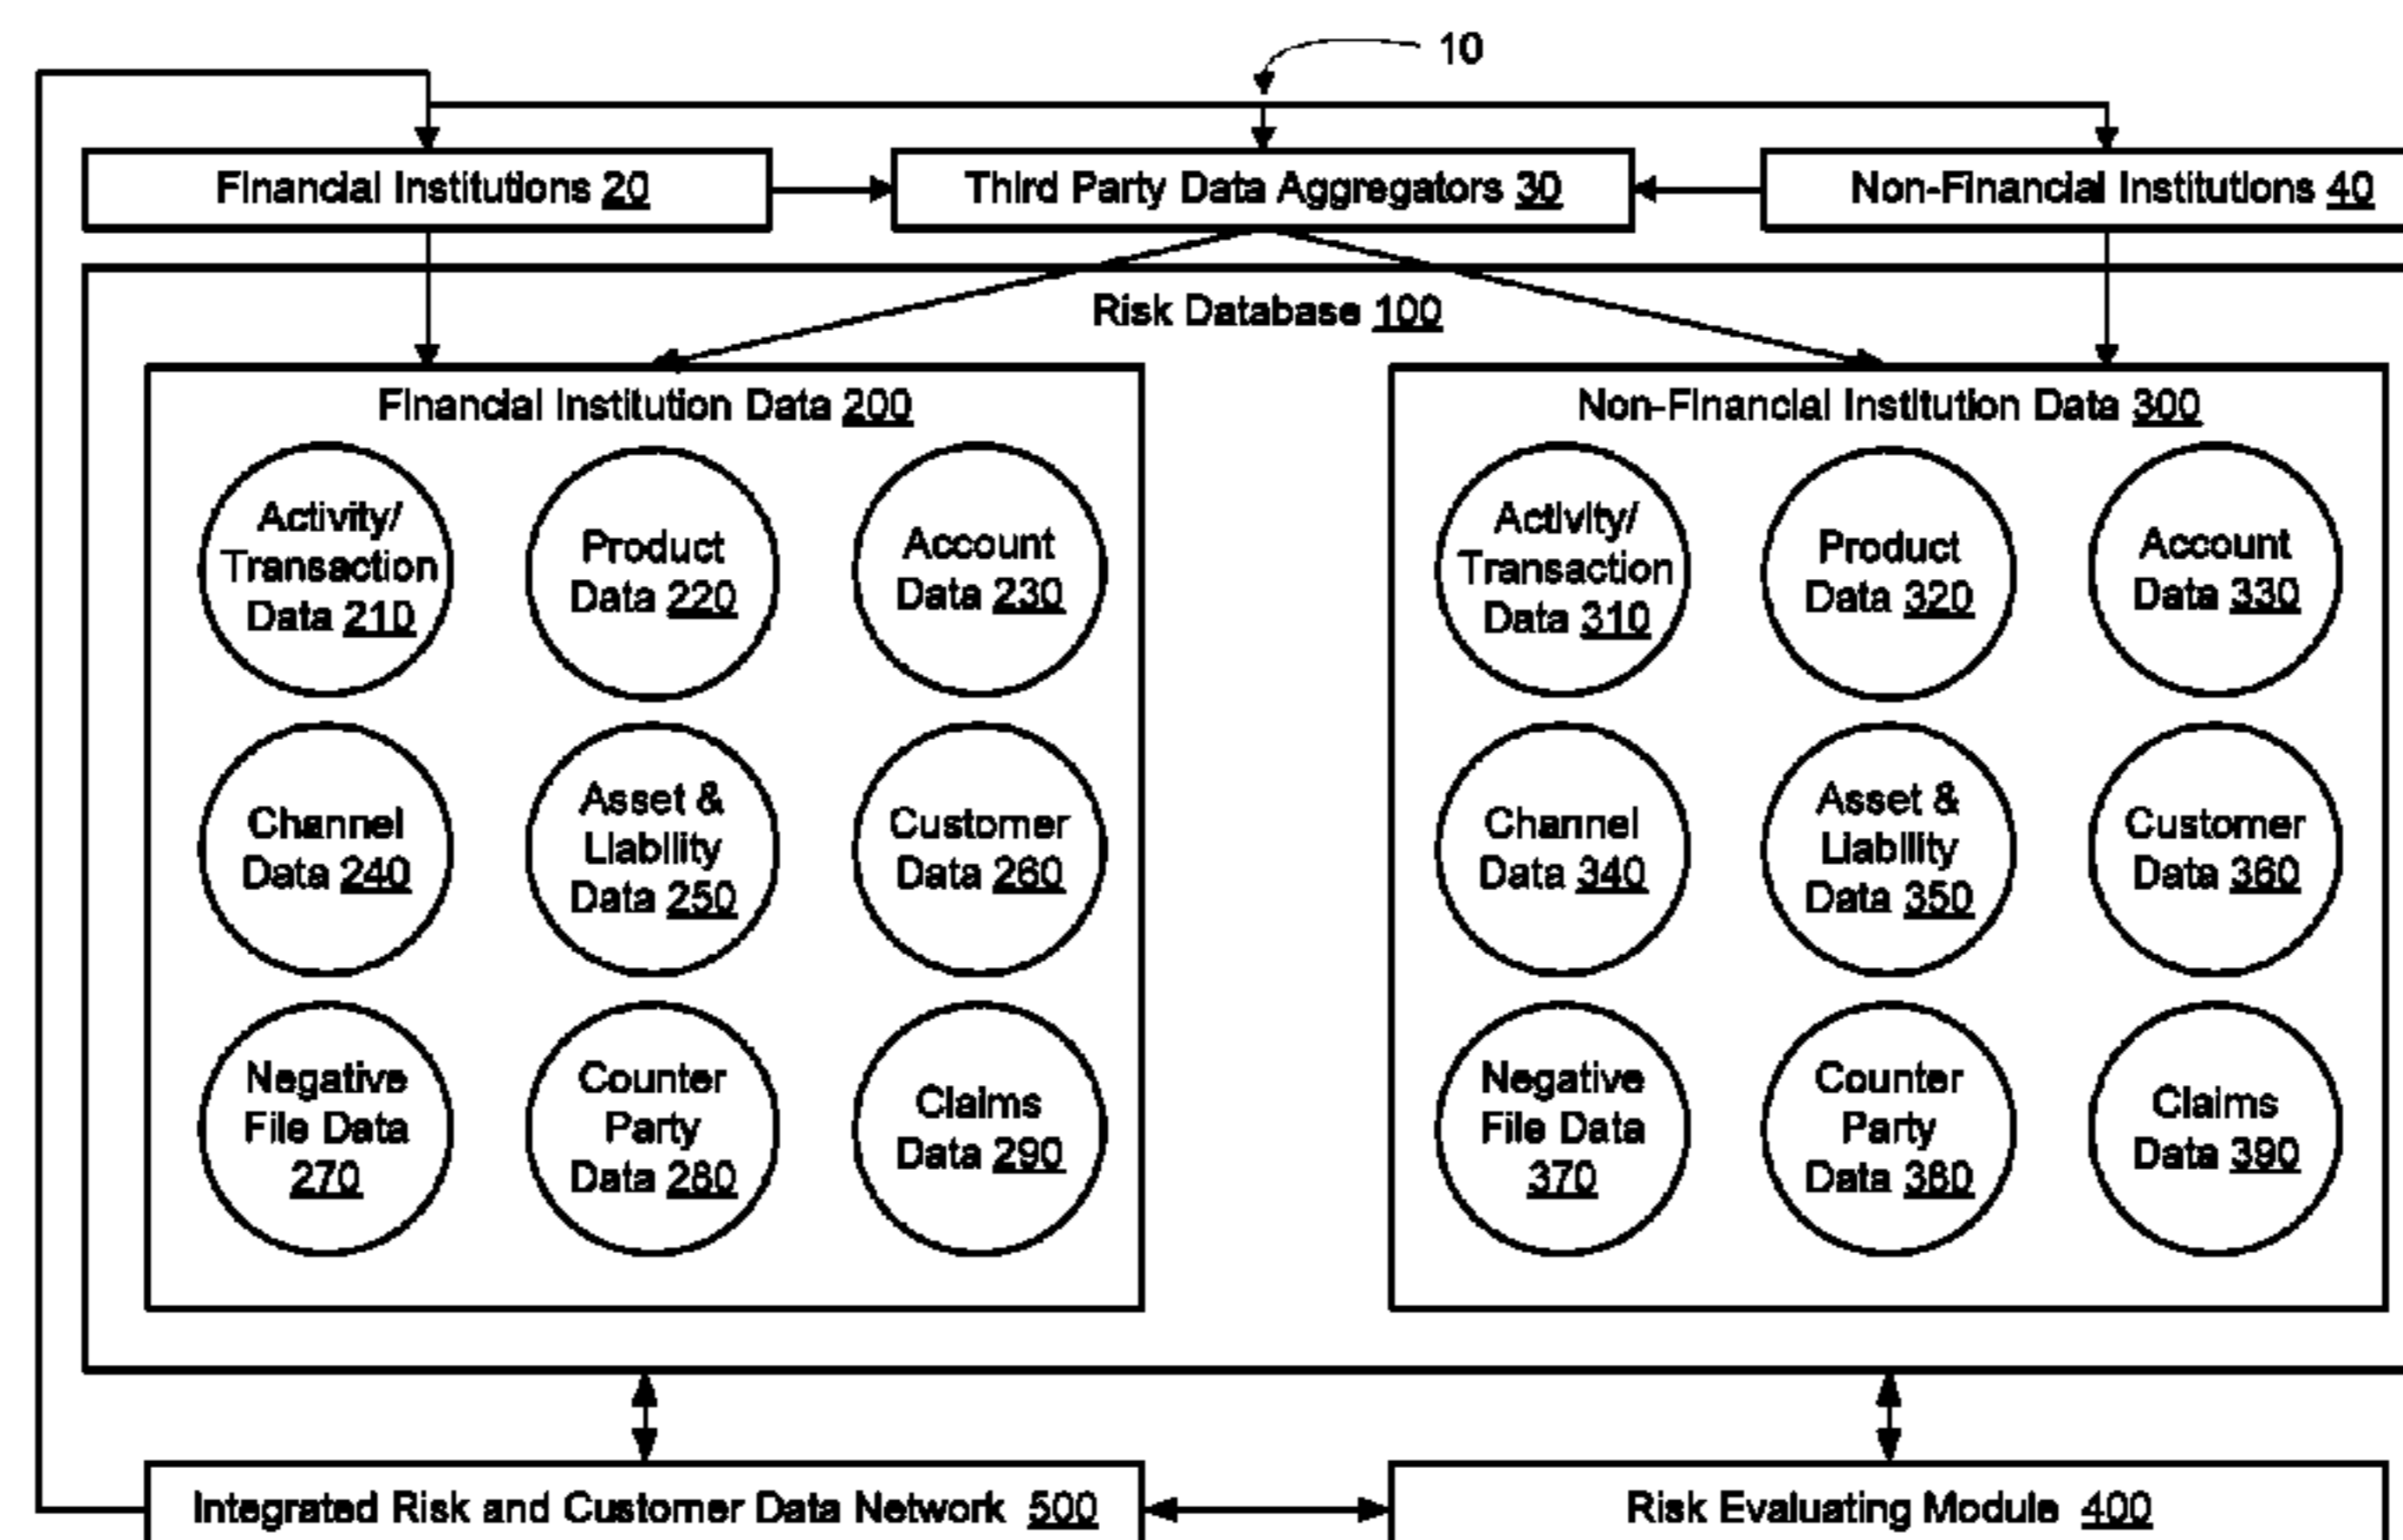 10
Financial Institutions 20
Third Party Data Aggregators 30
Non-Financial Institutions 40
Risk Database 100
Financial Institution Data 200
Activity/
Transaction
Data 210
Product
Data 220
Account
Data 230
Channel
Data 240
Asset &
Liability
Data 250
Customer
Data 260
Negative
File Data
270
Counter
Party
Data 280
Claims
Data 290
Non-Financial Institution Data 300
Activity/
Transaction
Data 310
Product
Data 320
Account
Data 330
Channel
Data 340
Asset &
Liability
Data 350
Customer
Data 360
Negative
File Data
370
Counter
Party
Data 380
Claims
Data 390
Integrated Risk and Customer Data Network 500
Risk Evaluating Module 400